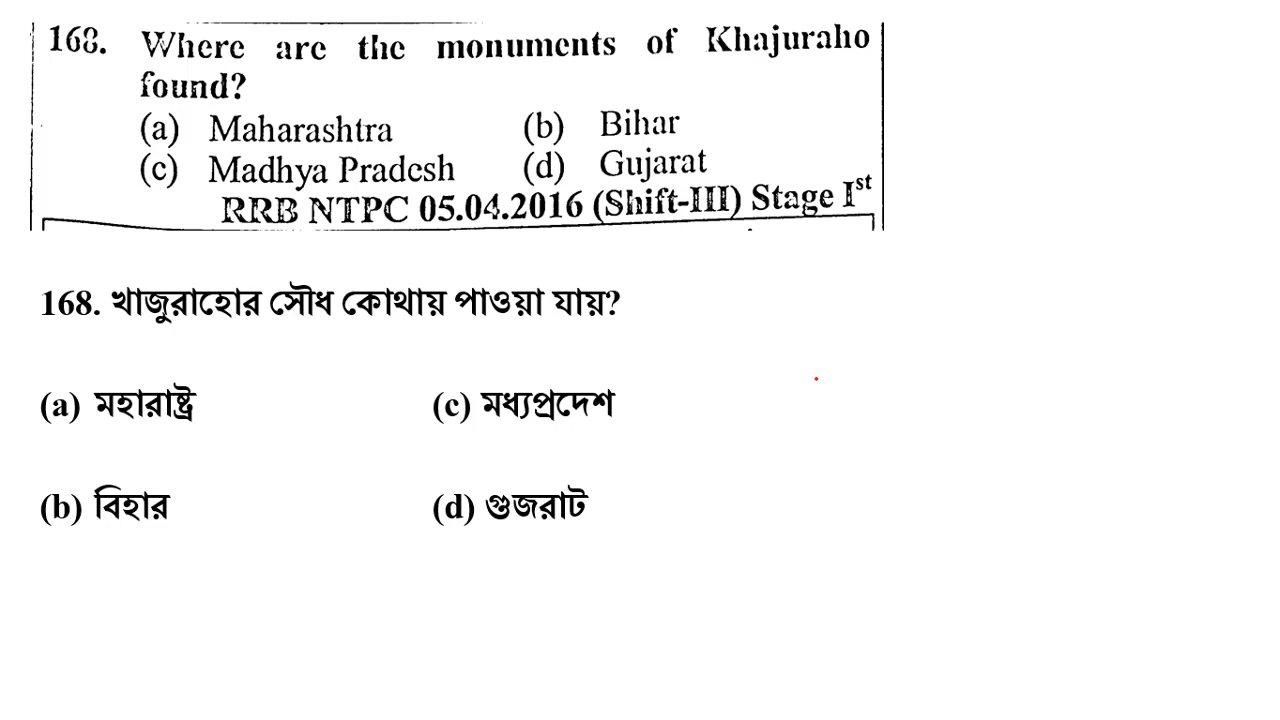 168. Where are the monuments of Khajuraho
found?
(a) Maharashtra (b) Bihar
(c) Madhya Pradesh (d) Gujarat
RRB NTPC 05.04.2016 (Shift-III) Stage Ist
168. খাজুরাহোর সৌধ কোথায় পাওয়া যায়?
(a) মহারাষ্ট্র (c) মধ্যপ্রদেশ
(b) বিহার (d) গুজরাট